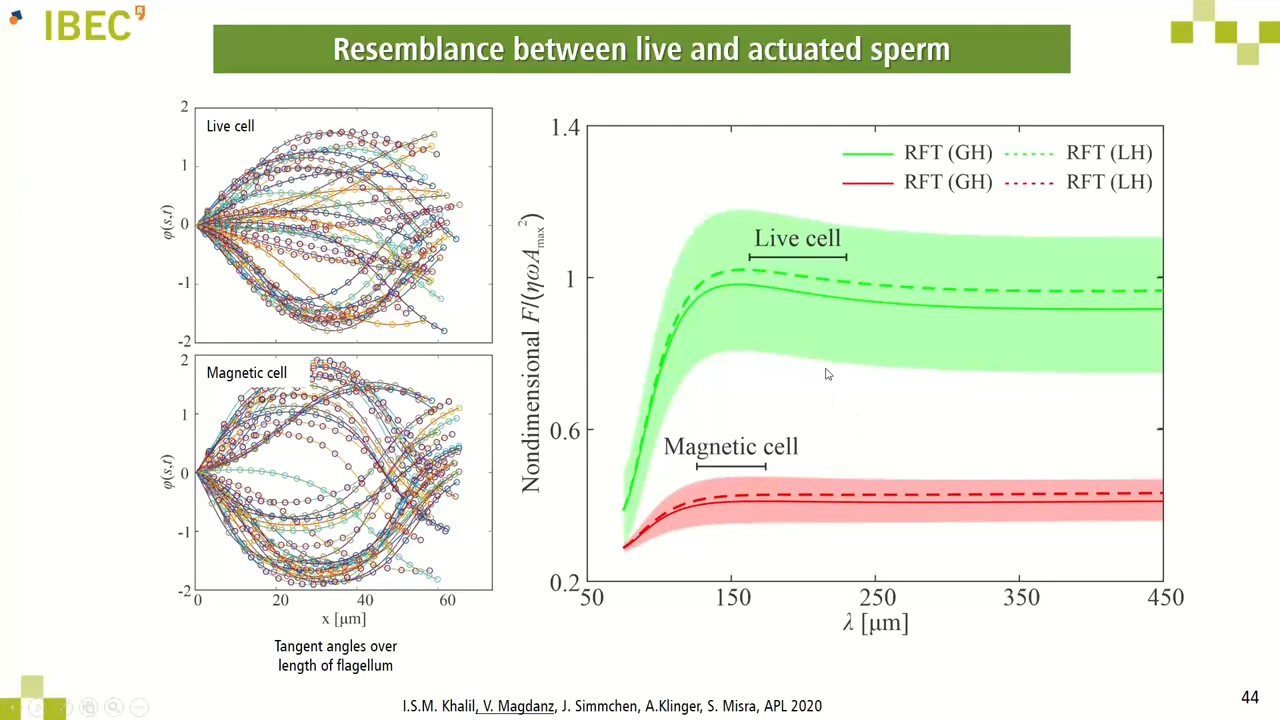 IBECᴿ
Resemblance between live and actuated sperm
Live cell
φ(s,t)
2
1
0
-1
-2
Magnetic cell
φ(s,t)
2
1
0
-1
-2
0 20 40 60
x [μm]
Tangent angles over
length of flagellum
Nondimensional F/(ηωA_max²)
1.4
1
0.6
0.2
RFT (GH) RFT (LH)
RFT (GH) RFT (LH)
Live cell
Magnetic cell
50 150 250 350 450
λ [μm]
I.S.M. Khalil, V. Magdanz, J. Simmchen, A.Klinger, S. Misra, APL 2020
44